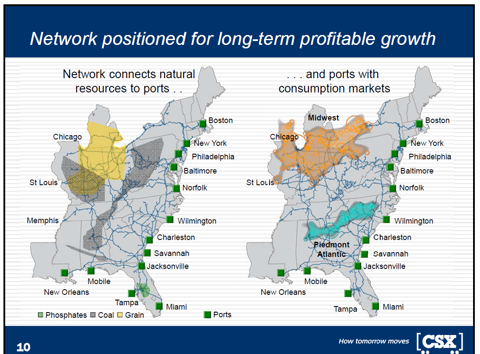 Network positioned for long-term profitable growth
Network connects natural
resources to ports . .
Boston
Chicago
New York
Philadelphia
Baltimore
St Louis
Norfolk
Memphis
Wilmington
Charleston
Savannah
Jacksonville
Mobile
New Orleans
Tampa
Miami
Phosphates
Coal
Grain
Ports
. . . and ports with
consumption markets
Midwest
Boston
Chicago
New York
Philadelphia
Baltimore
St Louis
Norfolk
Wilmington
Piedmont
Atlantic
Charleston
Savannah
Jacksonville
Mobile
New Orleans
Tampa
Miami
10
How tomorrow moves
[CSX]